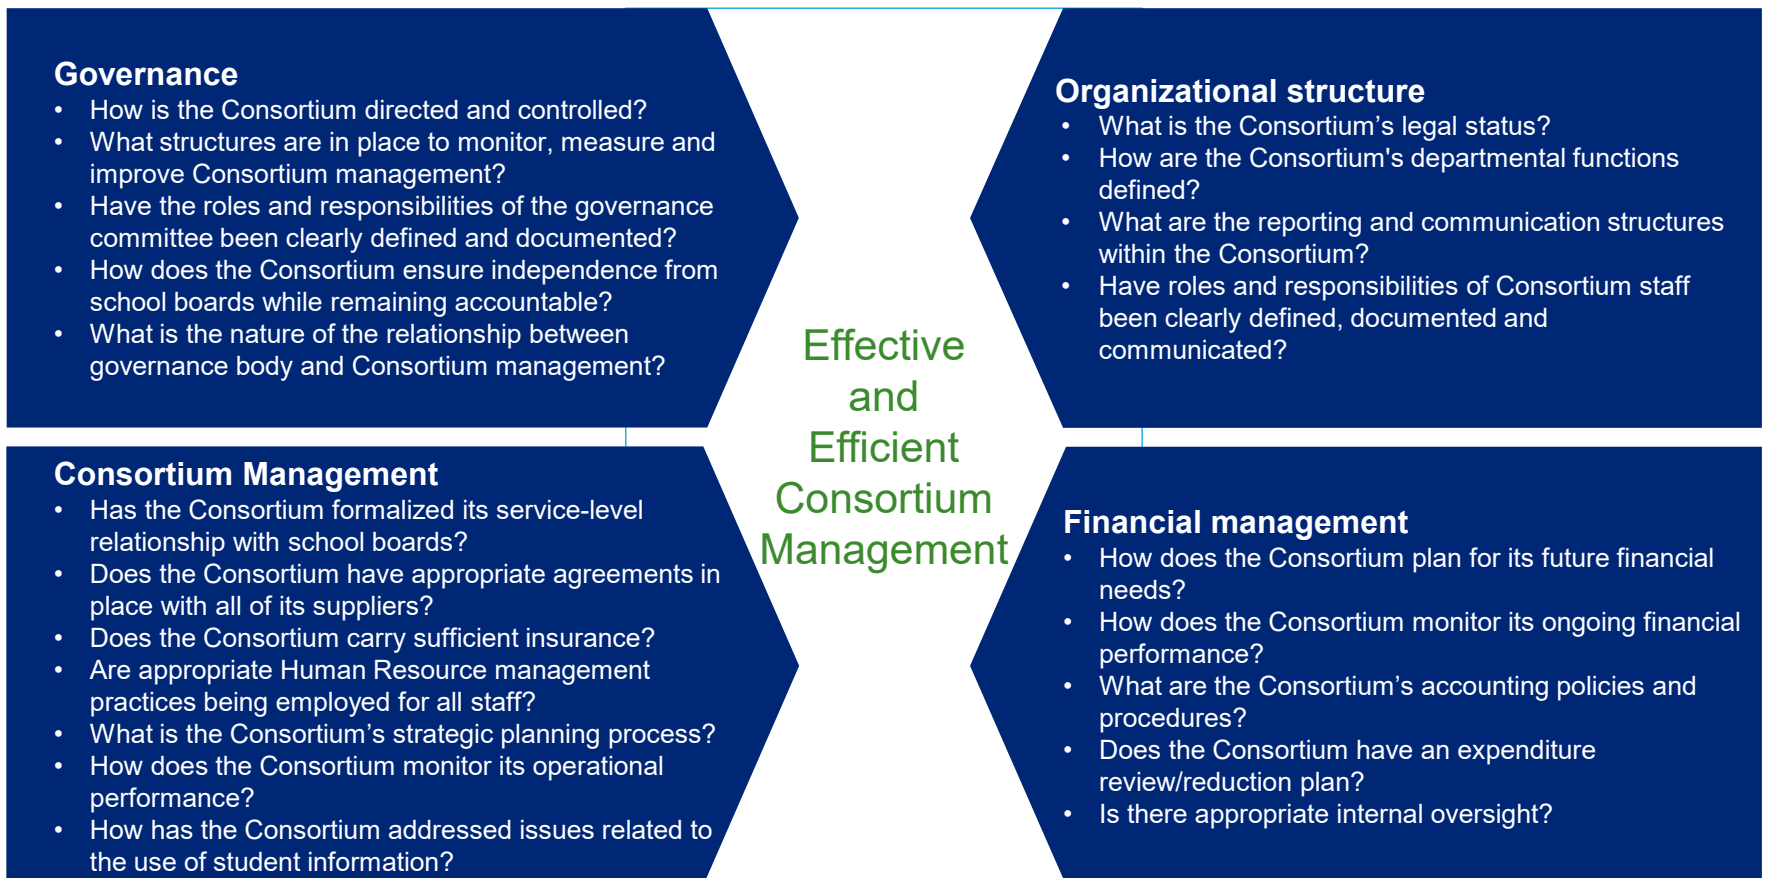 Governance
• How is the Consortium directed and controlled?
• What structures are in place to monitor, measure and
improve Consortium management?
• Have the roles and responsibilities of the governance
committee been clearly defined and documented?
• How does the Consortium ensure independence from
school boards while remaining accountable?
• What is the nature of the relationship between
governance body and Consortium management?
Organizational structure
• What is the Consortium’s legal status?
• How are the Consortium's departmental functions
defined?
• What are the reporting and communication structures
within the Consortium?
• Have roles and responsibilities of Consortium staff
been clearly defined, documented and
communicated?
Effective
and
Efficient
Consortium
Management
Consortium Management
• Has the Consortium formalized its service-level
relationship with school boards?
• Does the Consortium have appropriate agreements in
place with all of its suppliers?
• Does the Consortium carry sufficient insurance?
• Are appropriate Human Resource management
practices being employed for all staff?
• What is the Consortium’s strategic planning process?
• How does the Consortium monitor its operational
performance?
• How has the Consortium addressed issues related to
the use of student information?
Financial management
• How does the Consortium plan for its future financial
needs?
• How does the Consortium monitor its ongoing financial
performance?
• What are the Consortium’s accounting policies and
procedures?
• Does the Consortium have an expenditure
review/reduction plan?
• Is there appropriate internal oversight?